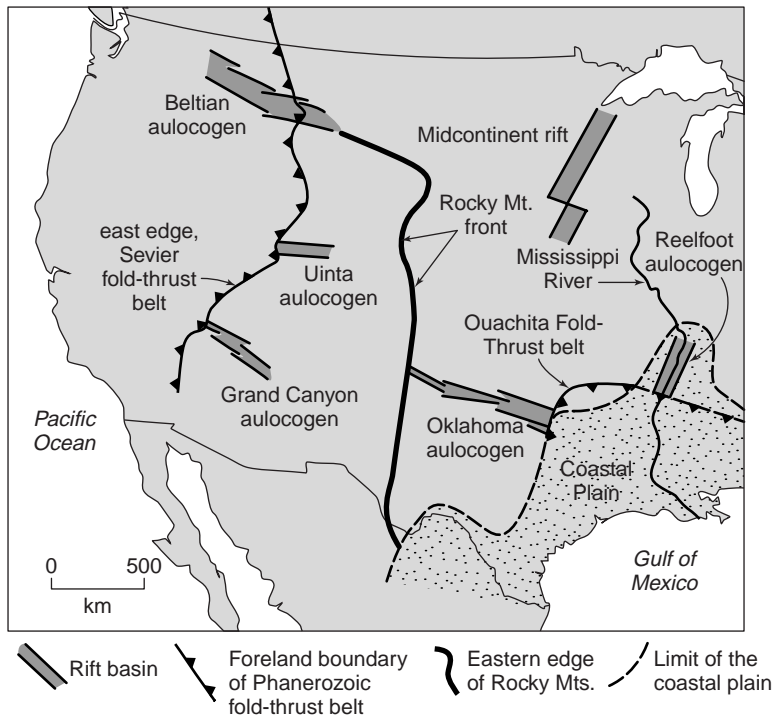 Beltian
aulocogen
Midcontinent rift
Rocky Mt.
front
east edge,
Sevier
fold-thrust
belt
Uinta
aulocogen
Mississippi
River
Reelfoot
aulocogen
Ouachita Fold-
Thrust belt
Grand Canyon
aulocogen
Oklahoma
aulocogen
Pacific
Ocean
Coastal
Plain
Gulf of
Mexico
0 500
km
Rift basin
Foreland boundary
of Phanerozoic
fold-thrust belt
Eastern edge
of Rocky Mts.
Limit of the
coastal plain